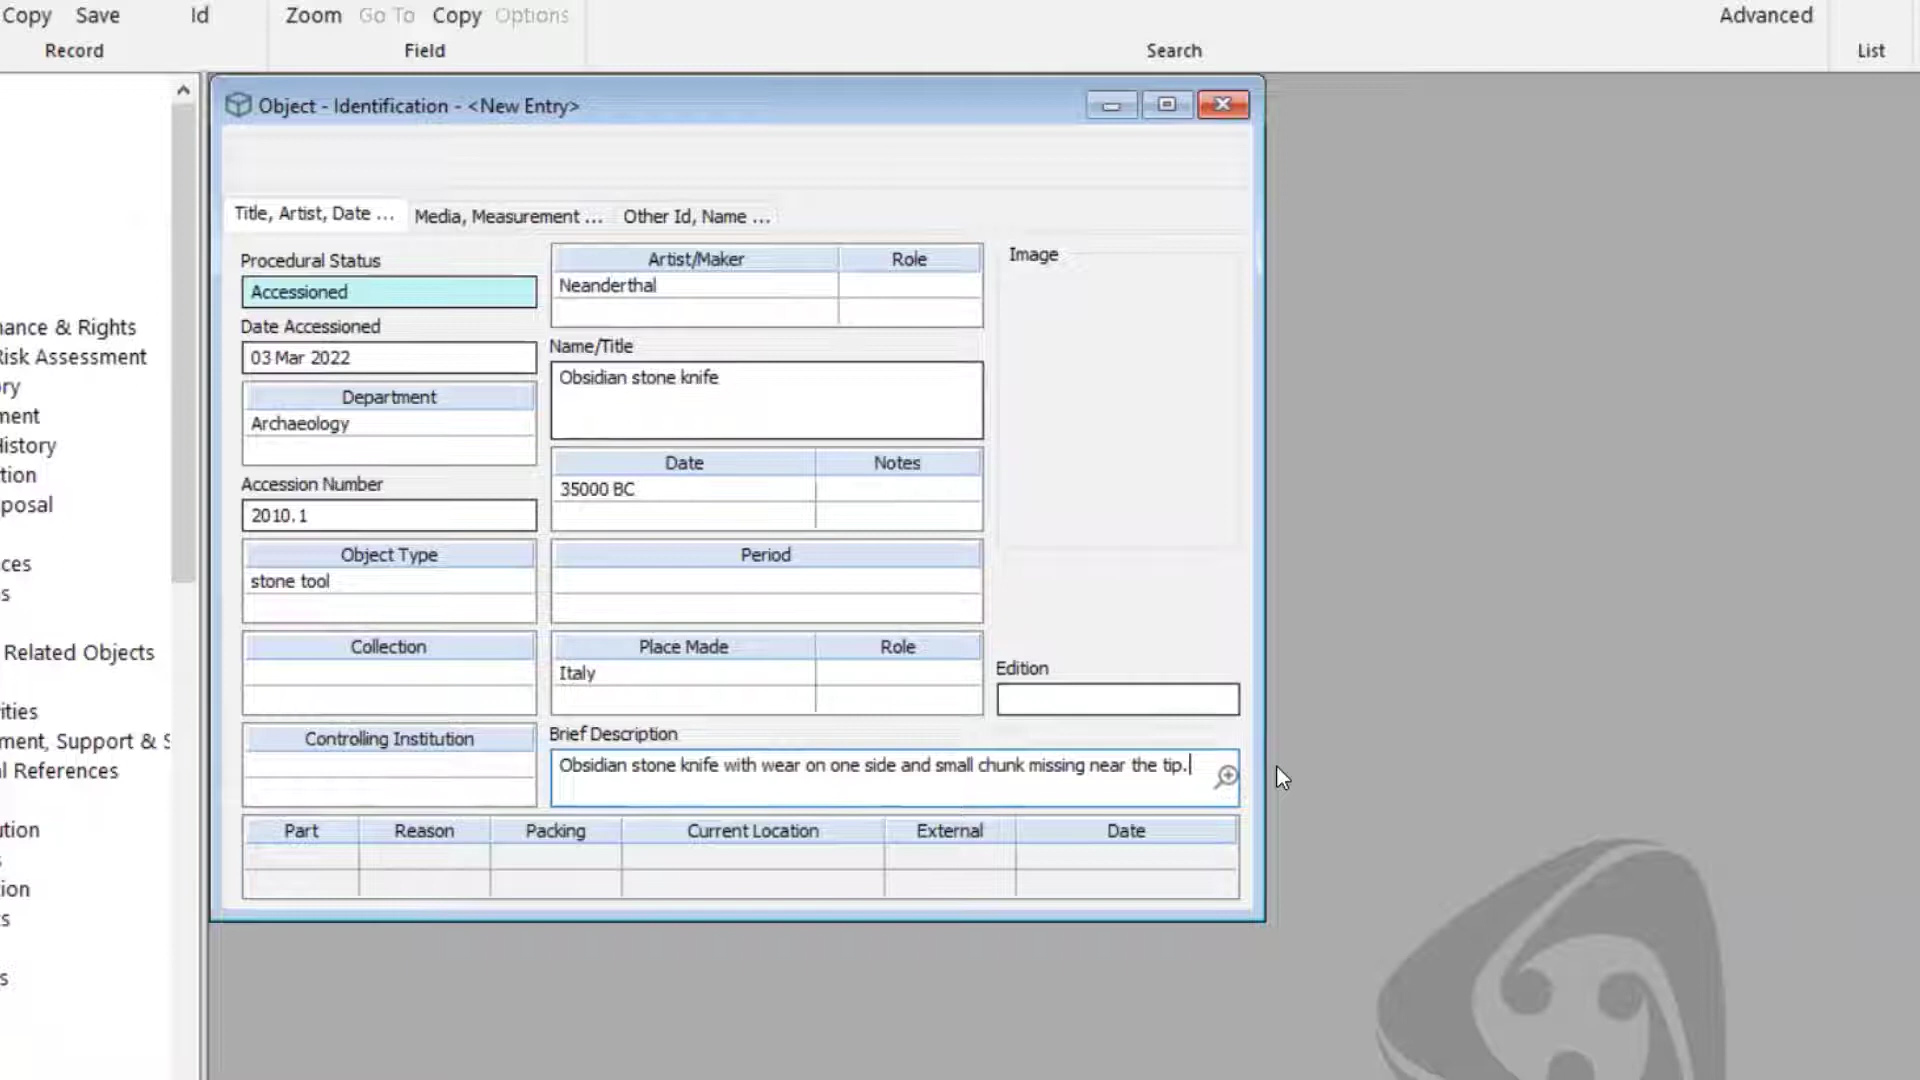 Copy Save Id Zoom Go To Copy Options Advanced
Record Field Search List
Object - Identification - <New Entry>
Title, Artist, Date ... Media, Measurement ... Other Id, Name ...
Procedural Status
Accessioned
Date Accessioned
03 Mar 2022
Department
Archaeology
Accession Number
2010.1
Object Type
stone tool
Collection
Controlling Institution
Artist/Maker Role
Neanderthal
Name/Title
Obsidian stone knife
Date Notes
35000 BC
Period
Place Made Role
Italy
Brief Description
Obsidian stone knife with wear on one side and small chunk missing near the tip.
Image
Edition
Part Reason Packing Current Location External Date
nance & Rights
Risk Assessment
ry
ment
History
tion
posal
ces
s
Related Objects
ities
ment, Support & S
l References
ution
s
ion
s
s